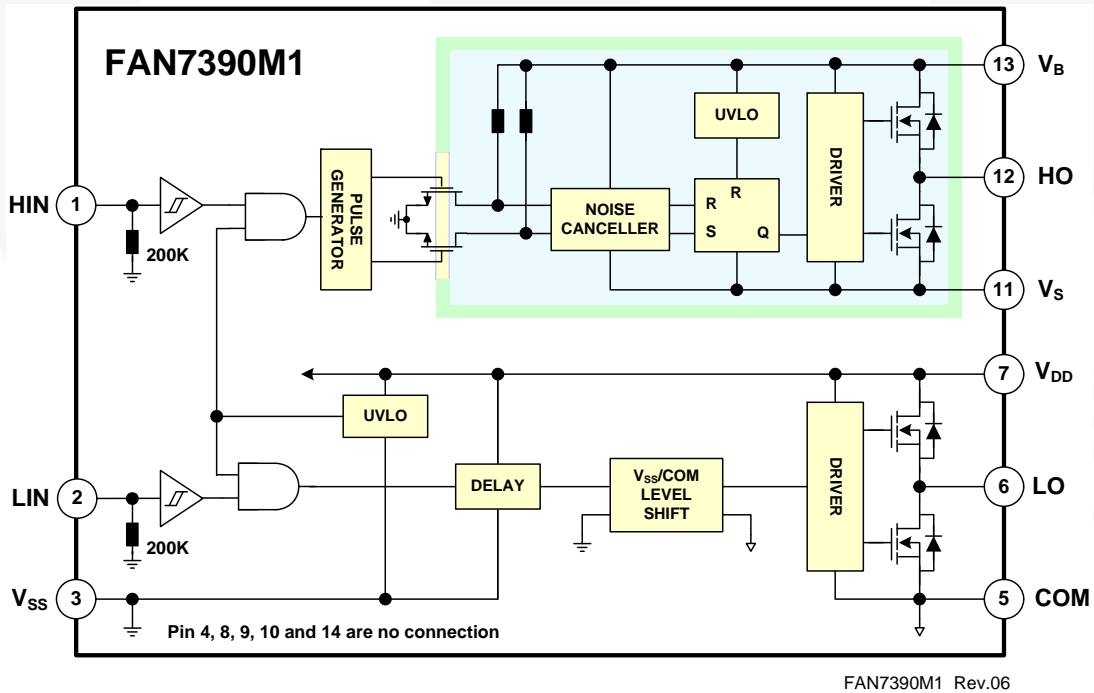 FAN7390M1
13 VB
UVLO
DRIVER
PULSE GENERATOR
HIN 1
12 HO
NOISE
CANCELLER
R
R
S Q
200K
11 VS
7 VDD
UVLO
LIN 2
DELAY
VSS/COM
LEVEL
SHIFT
DRIVER
6 LO
200K
VSS 3
5 COM
Pin 4, 8, 9, 10 and 14 are no connection
FAN7390M1 Rev.06